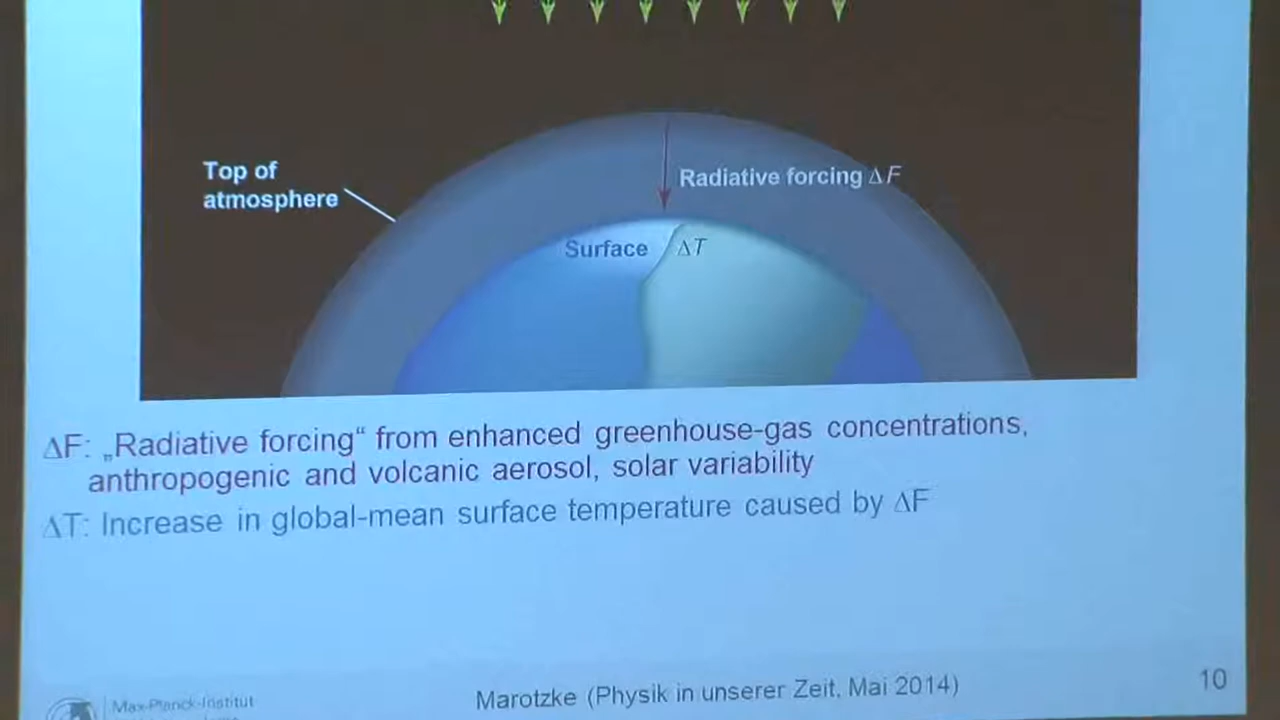 Top of
atmosphere
Radiative forcing ΔF
Surface
ΔT
ΔF: „Radiative forcing“ from enhanced greenhouse-gas concentrations,
anthropogenic and volcanic aerosol, solar variability
ΔT: Increase in global-mean surface temperature caused by ΔF
Max-Planck-Institut
Marotzke (Physik in unserer Zeit, Mai 2014)
10